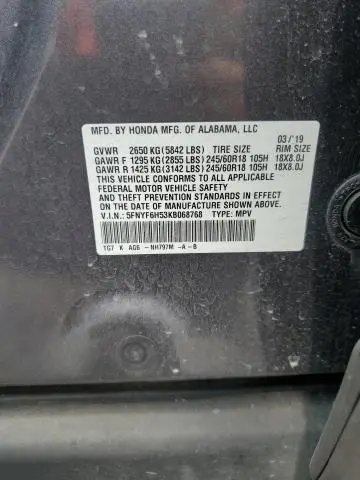 MFD. BY HONDA MFG. OF ALABAMA, LLC
03 /'19
GVWR 2650 KG (5842 LBS) TIRE SIZE RIM SIZE
GAWR F 1295 KG (2855 LBS) 245/60R18 105H 18X8.0J
GAWR R 1425 KG (3142 LBS) 245/60R18 105H 18X8.0J
THIS VEHICLE CONFORMS TO ALL APPLICABLE
FEDERAL MOTOR VEHICLE SAFETY
AND THEFT PREVENTION STANDARDS
IN EFFECT ON THE DATE OF
MANUFACTURE SHOWN ABOVE.
V.I.N.: 5FNYF6H53KB068768 TYPE: MPV
TG7 K A06 - NH797M -A - B